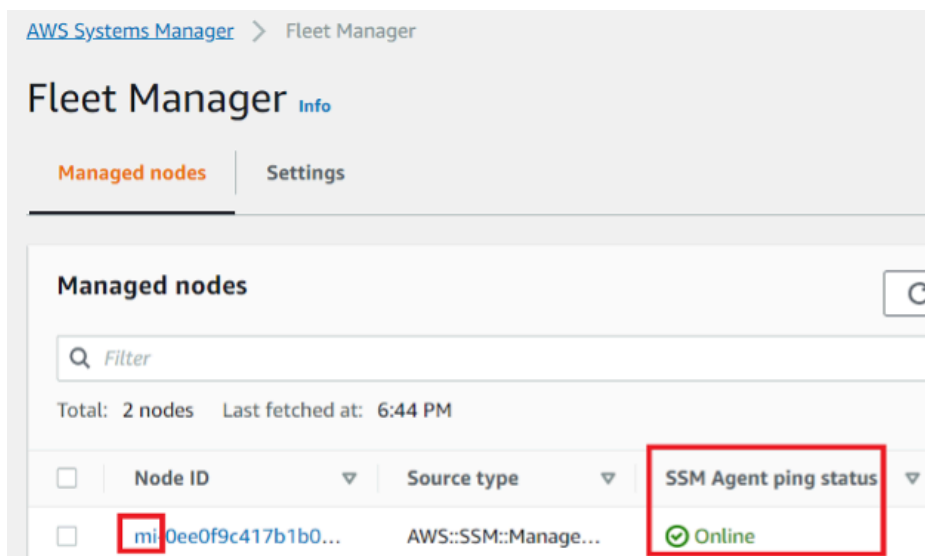 AWS Systems Manager > Fleet Manager
Fleet Manager Info
Managed nodes Settings
Managed nodes
Filter
Total: 2 nodes Last fetched at: 6:44 PM
Node ID Source type SSM Agent ping status
mi-0ee0f9c417b1b0... AWS::SSM::Manage... Online